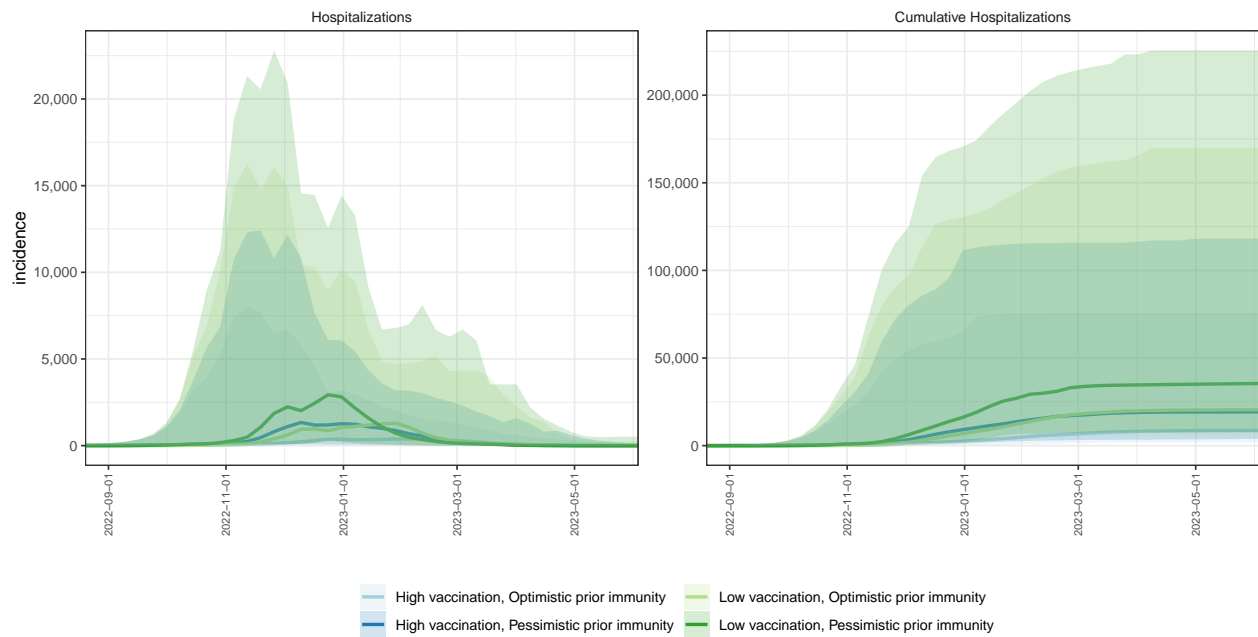 Hospitalizations
Cumulative Hospitalizations
incidence
20,000
15,000
10,000
5,000
0
2022−09−01
2022−11−01
2023−01−01
2023−03−01
2023−05−01
200,000
150,000
100,000
50,000
0
2022−09−01
2022−11−01
2023−01−01
2023−03−01
2023−05−01
High vaccination, Optimistic prior immunity
Low vaccination, Optimistic prior immunity
High vaccination, Pessimistic prior immunity
Low vaccination, Pessimistic prior immunity